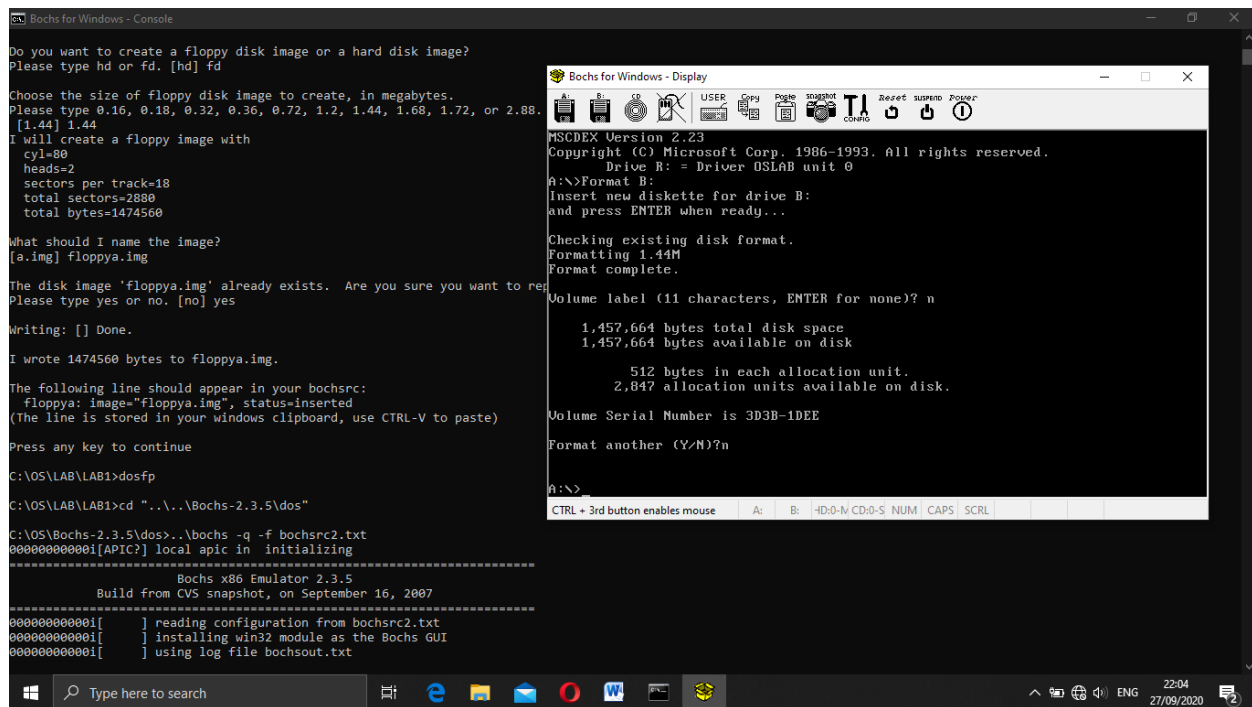 Bochs for Windows - Console
Do you want to create a floppy disk image or a hard disk image?
Please type hd or fd. [hd] fd
Choose the size of floppy disk image to create, in megabytes.
Please type 0.16, 0.18, 0.32, 0.36, 0.72, 1.2, 1.44, 1.68, 1.72, or 2.88.
[1.44] 1.44
I will create a floppy image with
cyl=80
heads=2
sectors per track=18
total sectors=2880
total bytes=1474560
What should I name the image?
[a.img] floppya.img
The disk image 'floppya.img' already exists.  Are you sure you want to rep
Please type yes or no. [no] yes
Writing: [] Done.
I wrote 1474560 bytes to floppya.img.
The following line should appear in your bochsrc:
floppya: image="floppya.img", status=inserted
(The line is stored in your windows clipboard, use CTRL-V to paste)
Press any key to continue
C:\OS\LAB\LAB1>dosfp
C:\OS\LAB\LAB1>cd "..\..\Bochs-2.3.5\dos"
C:\OS\Bochs-2.3.5\dos>..\bochs -q -f bochsrc2.txt
00000000000i[APIC?] local apic in  initializing
========================================================================
Bochs x86 Emulator 2.3.5
Build from CVS snapshot, on September 16, 2007
========================================================================
00000000000i[     ] reading configuration from bochsrc2.txt
00000000000i[     ] installing win32 module as the Bochs GUI
00000000000i[     ] using log file bochsout.txt
Bochs for Windows - Display
A: B: CD USER Copy Paste snapshot CONFIG Reset SUSPEND Power
MSCDEX Version 2.23
Copyright (C) Microsoft Corp. 1986-1993. All rights reserved.
Drive R: = Driver OSLAB unit 0
A:\>Format B:
Insert new diskette for drive B:
and press ENTER when ready...
Checking existing disk format.
Formatting 1.44M
Format complete.
Volume label (11 characters, ENTER for none)? n
1,457,664 bytes total disk space
1,457,664 bytes available on disk
512 bytes in each allocation unit.
2,847 allocation units available on disk.
Volume Serial Number is 3D3B-1DEE
Format another (Y/N)?n
A:\>_
CTRL + 3rd button enables mouse A: B: HD:0-M CD:0-S NUM CAPS SCRL
Type here to search
ENG
22:04
27/09/2020
2